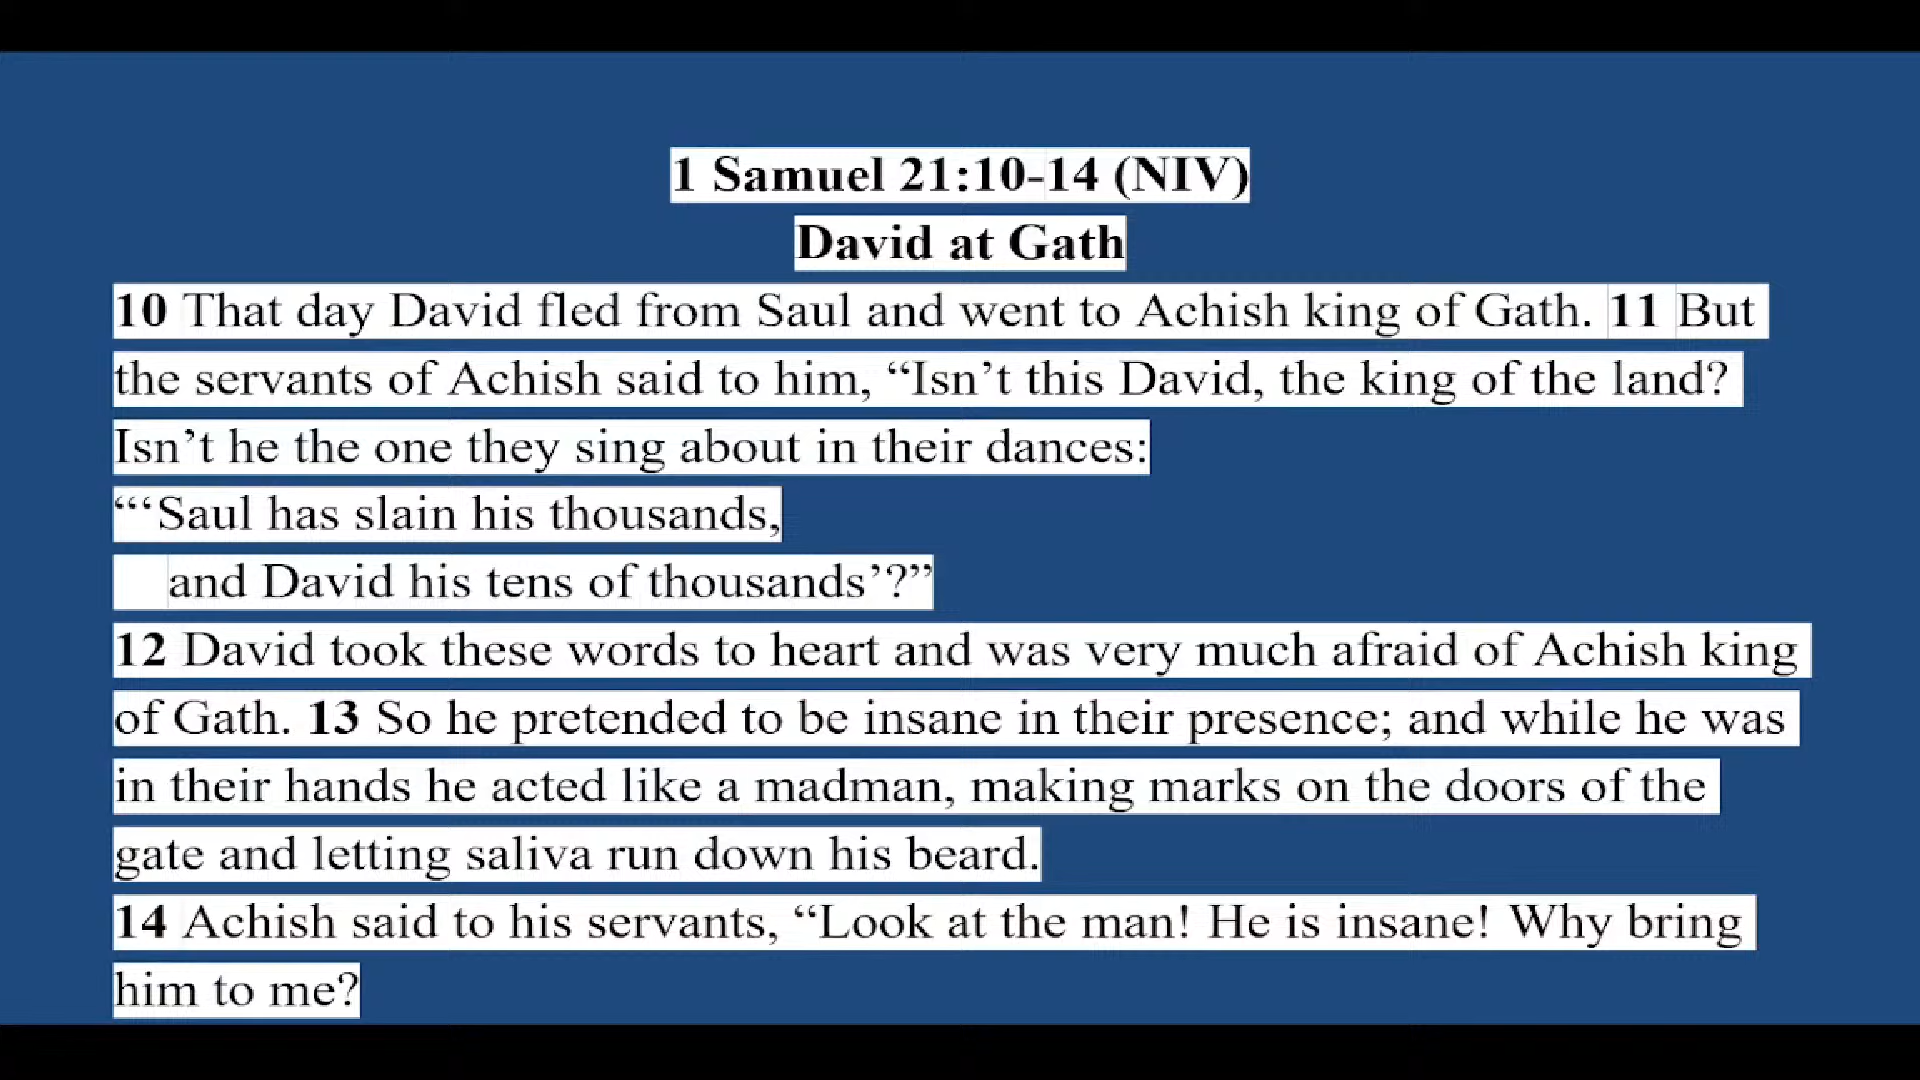 1 Samuel 21:10-14 (NIV)
David at Gath
10 That day David fled from Saul and went to Achish king of Gath. 11 But
the servants of Achish said to him, “Isn’t this David, the king of the land?
Isn’t he the one they sing about in their dances:
“‘Saul has slain his thousands,
and David his tens of thousands’?”
12 David took these words to heart and was very much afraid of Achish king
of Gath. 13 So he pretended to be insane in their presence; and while he was
in their hands he acted like a madman, making marks on the doors of the
gate and letting saliva run down his beard.
14 Achish said to his servants, “Look at the man! He is insane! Why bring
him to me?